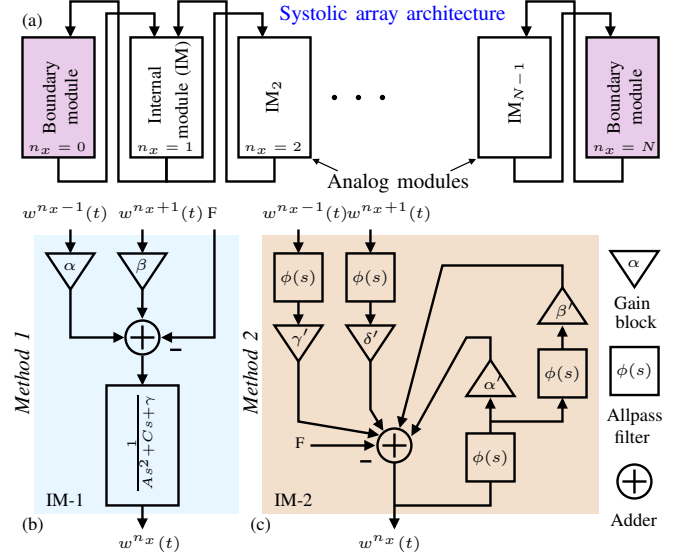 (a)
Systolic array architecture
Boundary
module
n_x = 0
Internal
module (IM)
n_x = 1
IM_2
n_x = 2
. . .
IM_{N−1}
Boundary
module
n_x = N
Analog modules
w^{n_x−1}(t) w^{n_x+1}(t) F
α
β
+
−
1
As^2+Cs+γ
Method 1
IM-1
(b)
w^{n_x}(t)
w^{n_x−1}(t) w^{n_x+1}(t)
Method 2
ϕ(s)
ϕ(s)
γ′
δ′
F
−
+
α′
ϕ(s)
β′
ϕ(s)
IM-2
(c)
w^{n_x}(t)
α
Gain
block
ϕ(s)
Allpass
filter
+
Adder